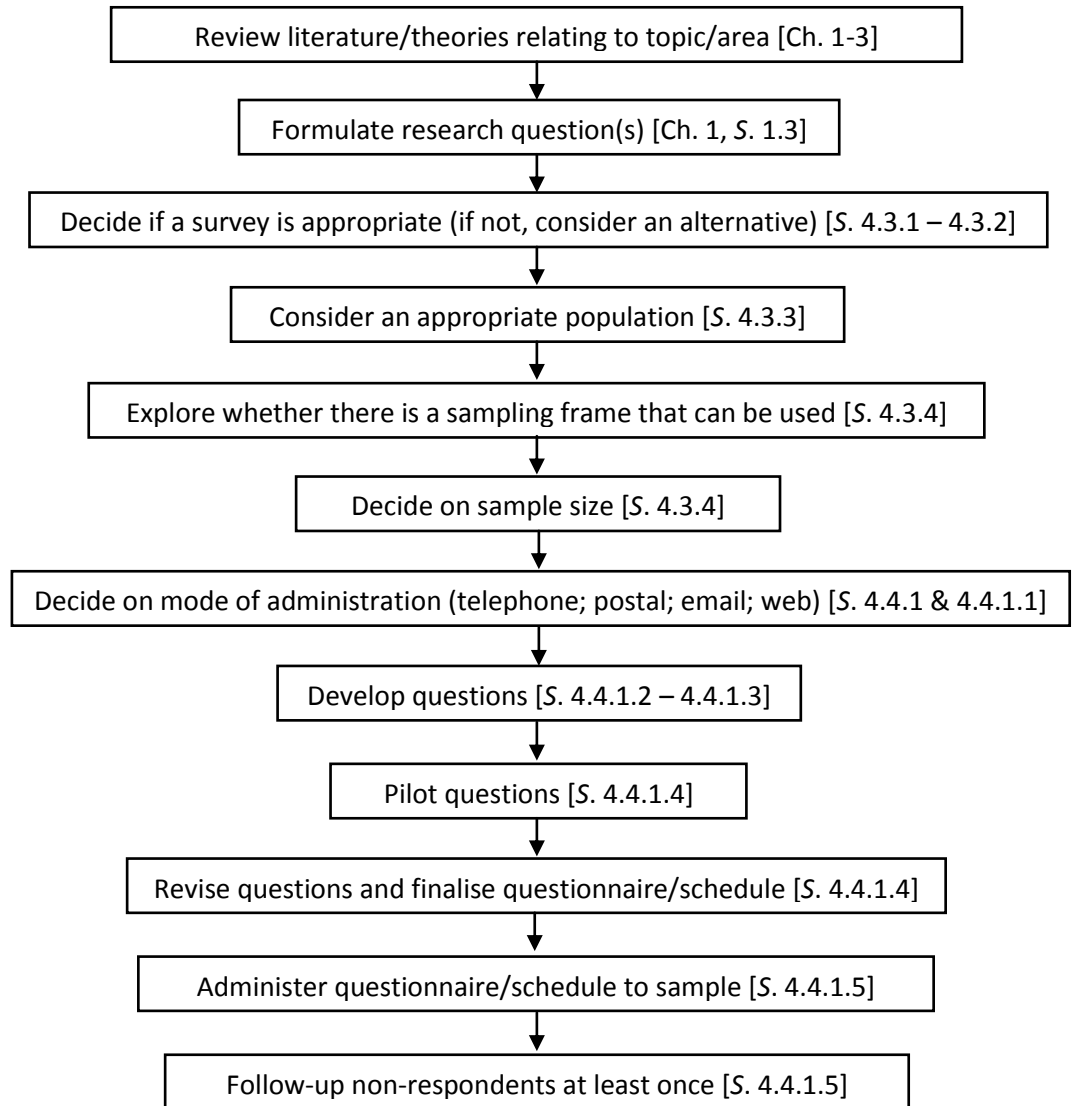 Review literature/theories relating to topic/area [Ch. 1-3]
Formulate research question(s) [Ch. 1, S. 1.3]
Decide if a survey is appropriate (if not, consider an alternative) [S. 4.3.1 – 4.3.2]
Consider an appropriate population [S. 4.3.3]
Explore whether there is a sampling frame that can be used [S. 4.3.4]
Decide on sample size [S. 4.3.4]
Decide on mode of administration (telephone; postal; email; web) [S. 4.4.1 & 4.4.1.1]
Develop questions [S. 4.4.1.2 – 4.4.1.3]
Pilot questions [S. 4.4.1.4]
Revise questions and finalise questionnaire/schedule [S. 4.4.1.4]
Administer questionnaire/schedule to sample [S. 4.4.1.5]
Follow-up non-respondents at least once [S. 4.4.1.5]